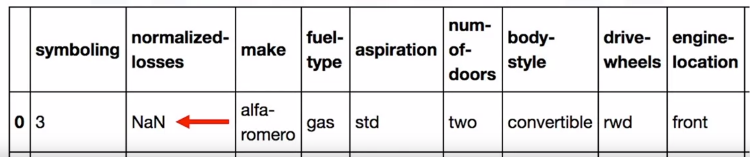 symboling normalized-losses make fuel-type aspiration num-of-doors body-style drive-wheels engine-location
0 3 NaN alfa-romero gas std two convertible rwd front